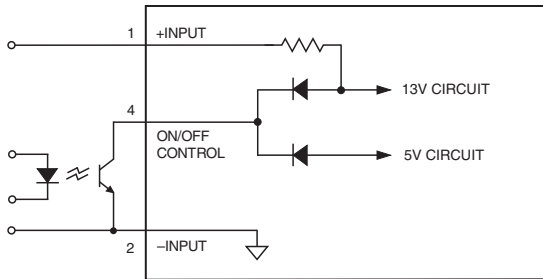 1 +INPUT
13V CIRCUIT
4
ON/OFF
CONTROL
5V CIRCUIT
2 –INPUT